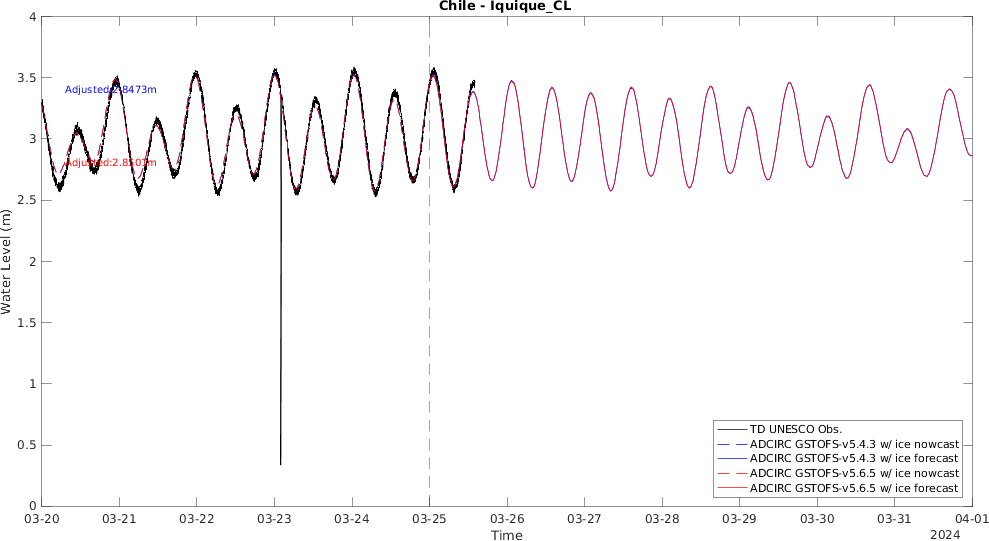 Chile - Iquique_CL
4
3.5
3
2.5
2
1.5
1
0.5
0
Water Level (m)
Adjusted:2.8473m
Adjusted:2.8501m
TD UNESCO Obs.
ADCIRC GSTOFS-v5.4.3 w/ ice nowcast
ADCIRC GSTOFS-v5.4.3 w/ ice forecast
ADCIRC GSTOFS-v5.6.5 w/ ice nowcast
ADCIRC GSTOFS-v5.6.5 w/ ice forecast
03-20 03-21 03-22 03-23 03-24 03-25 03-26 03-27 03-28 03-29 03-30 03-31 04-01
Time
2024